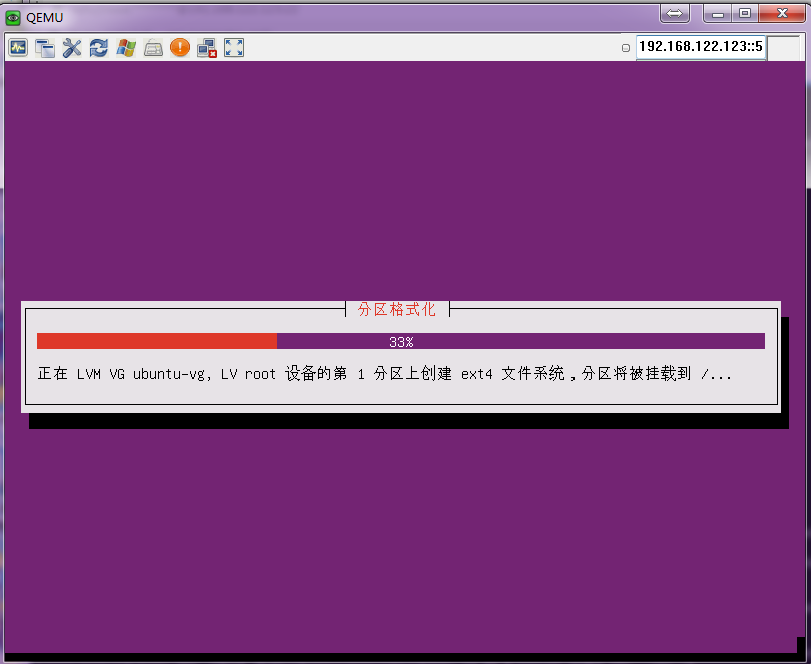 QEMU
192.168.122.123::5
分区格式化
33%
正在 LVM VG ubuntu-vg, LV root 设备的第 1 分区上创建 ext4 文件系统，分区将被挂载到 /...